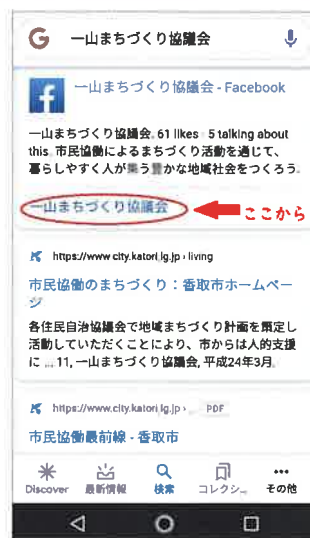 G 一山まちづくり協議会
一山まちづくり協議会 - Facebook
一山まちづくり協議会. 61 likes · 5 talking about
this. 市民協働によるまちづくり活動を通じて、
暮らしやすく人が集う豊かな地域社会をつくろう.
一山まちづくり協議会
ここから
https://www.city.katori.lg.jp › living
市民協働のまちづくり：香取市ホームペー
ジ
各住民自治協議会で地域まちづくり計画を策定し
活動していただくことにより、市からは人的支援
に ... 11, 一山まちづくり協議会, 平成24年3月.
https://www.city.katori.lg.jp › ... PDF
市民協働最前線 - 香取市
Discover 最新情報 検索 コレクシ... その他